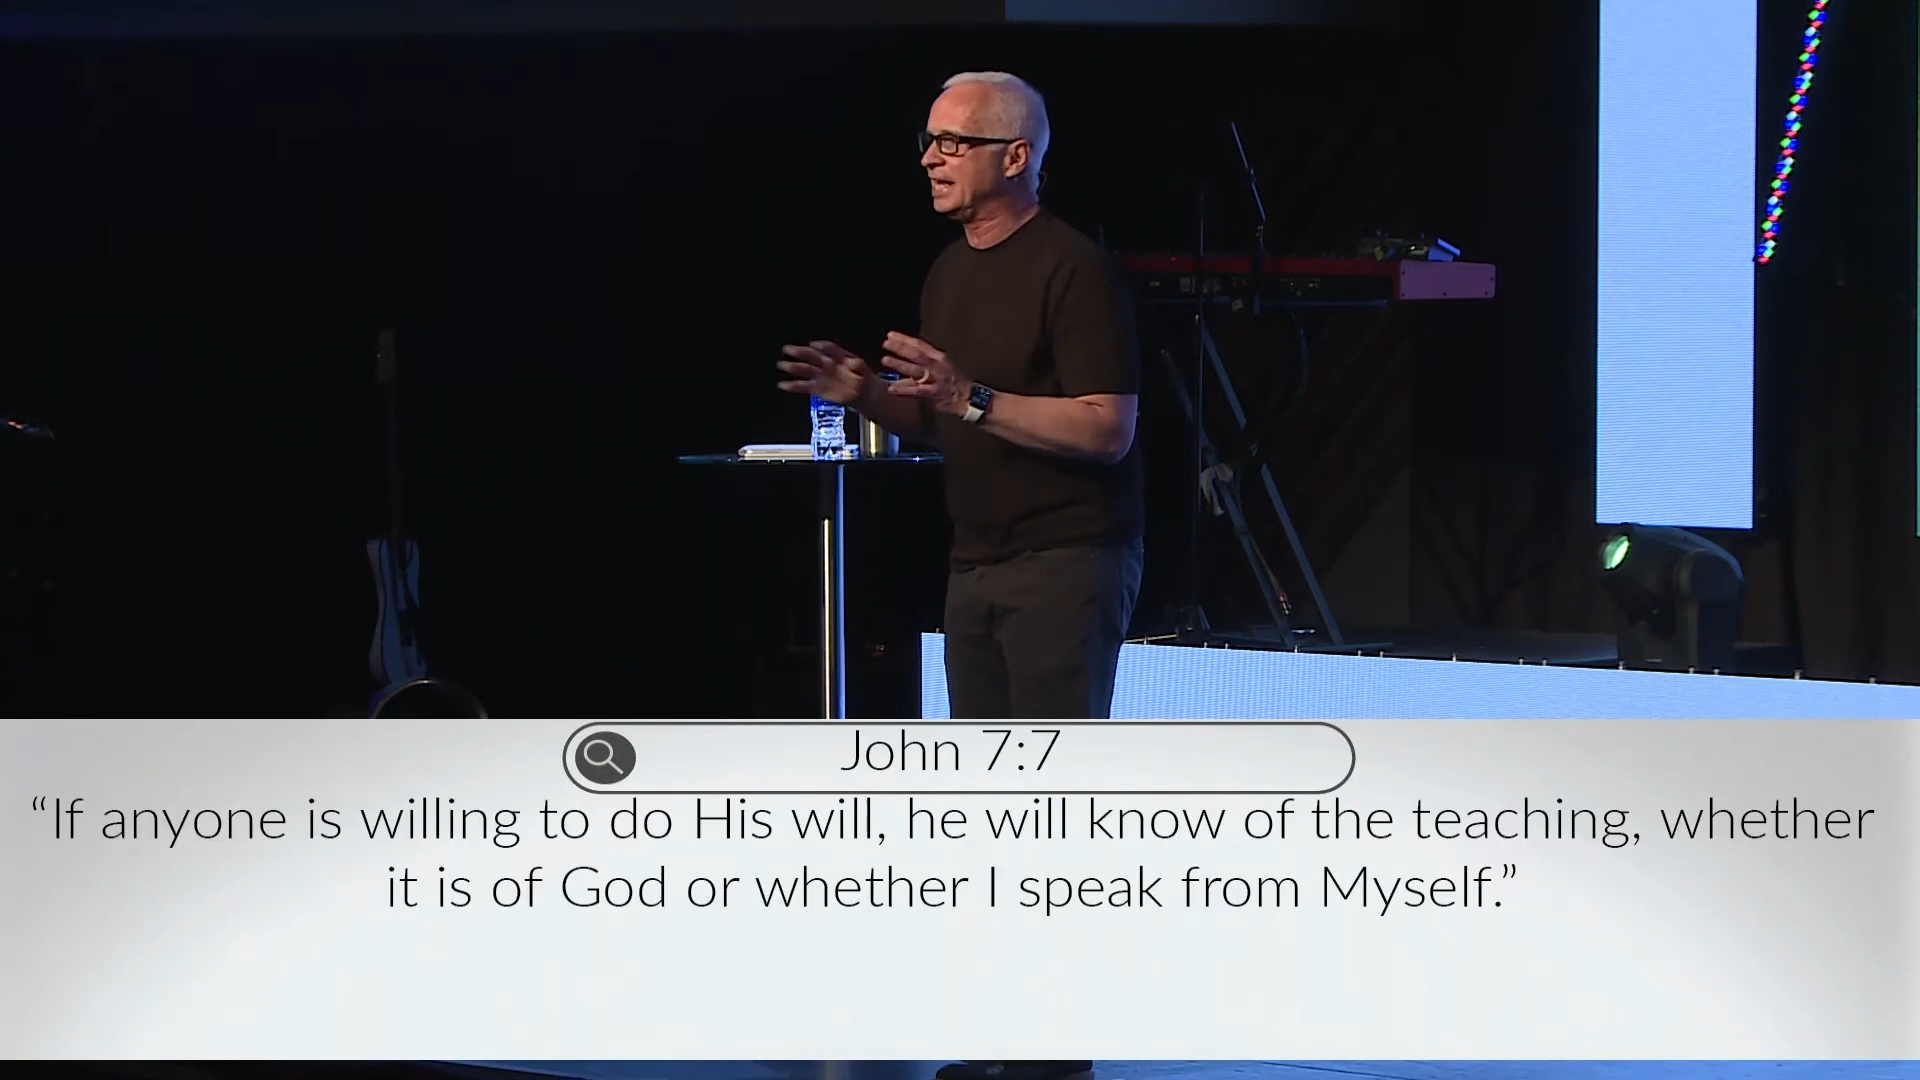 John 7:7
“If anyone is willing to do His will, he will know of the teaching, whether
it is of God or whether I speak from Myself.”